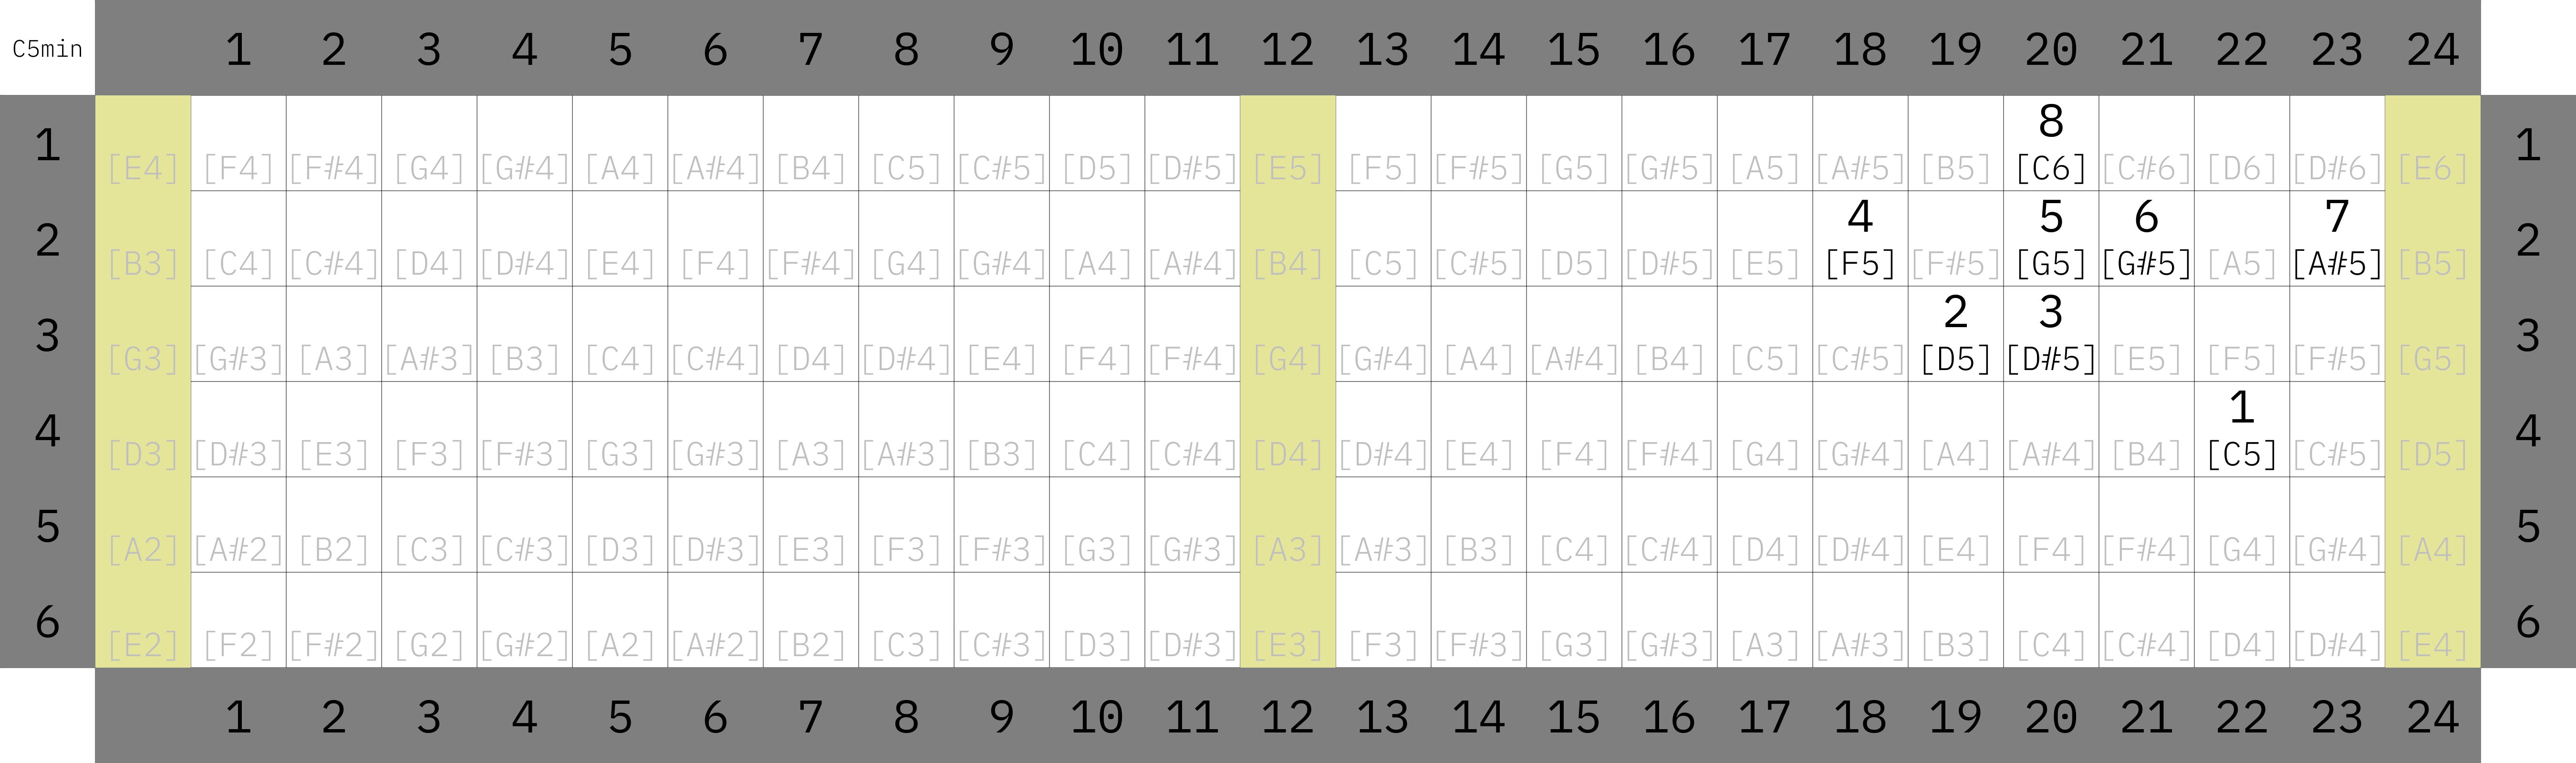 C5min 1 2 3 4 5 6 7 8 9 10 11 12 13 14 15 16 17 18 19 20 21 22 23 24
8
1 [E4] [F4] [F#4] [G4] [G#4] [A4] [A#4] [B4] [C5] [C#5] [D5] [D#5] [E5] [F5] [F#5] [G5] [G#5] [A5] [A#5] [B5] [C6] [C#6] [D6] [D#6] [E6] 1
4 5 6 7
2 [B3] [C4] [C#4] [D4] [D#4] [E4] [F4] [F#4] [G4] [G#4] [A4] [A#4] [B4] [C5] [C#5] [D5] [D#5] [E5] [F5] [F#5] [G5] [G#5] [A5] [A#5] [B5] 2
2 3
3 [G3] [G#3] [A3] [A#3] [B3] [C4] [C#4] [D4] [D#4] [E4] [F4] [F#4] [G4] [G#4] [A4] [A#4] [B4] [C5] [C#5] [D5] [D#5] [E5] [F5] [F#5] [G5] 3
1
4 [D3] [D#3] [E3] [F3] [F#3] [G3] [G#3] [A3] [A#3] [B3] [C4] [C#4] [D4] [D#4] [E4] [F4] [F#4] [G4] [G#4] [A4] [A#4] [B4] [C5] [C#5] [D5] 4
5 [A2] [A#2] [B2] [C3] [C#3] [D3] [D#3] [E3] [F3] [F#3] [G3] [G#3] [A3] [A#3] [B3] [C4] [C#4] [D4] [D#4] [E4] [F4] [F#4] [G4] [G#4] [A4] 5
6 [E2] [F2] [F#2] [G2] [G#2] [A2] [A#2] [B2] [C3] [C#3] [D3] [D#3] [E3] [F3] [F#3] [G3] [G#3] [A3] [A#3] [B3] [C4] [C#4] [D4] [D#4] [E4] 6
1 2 3 4 5 6 7 8 9 10 11 12 13 14 15 16 17 18 19 20 21 22 23 24